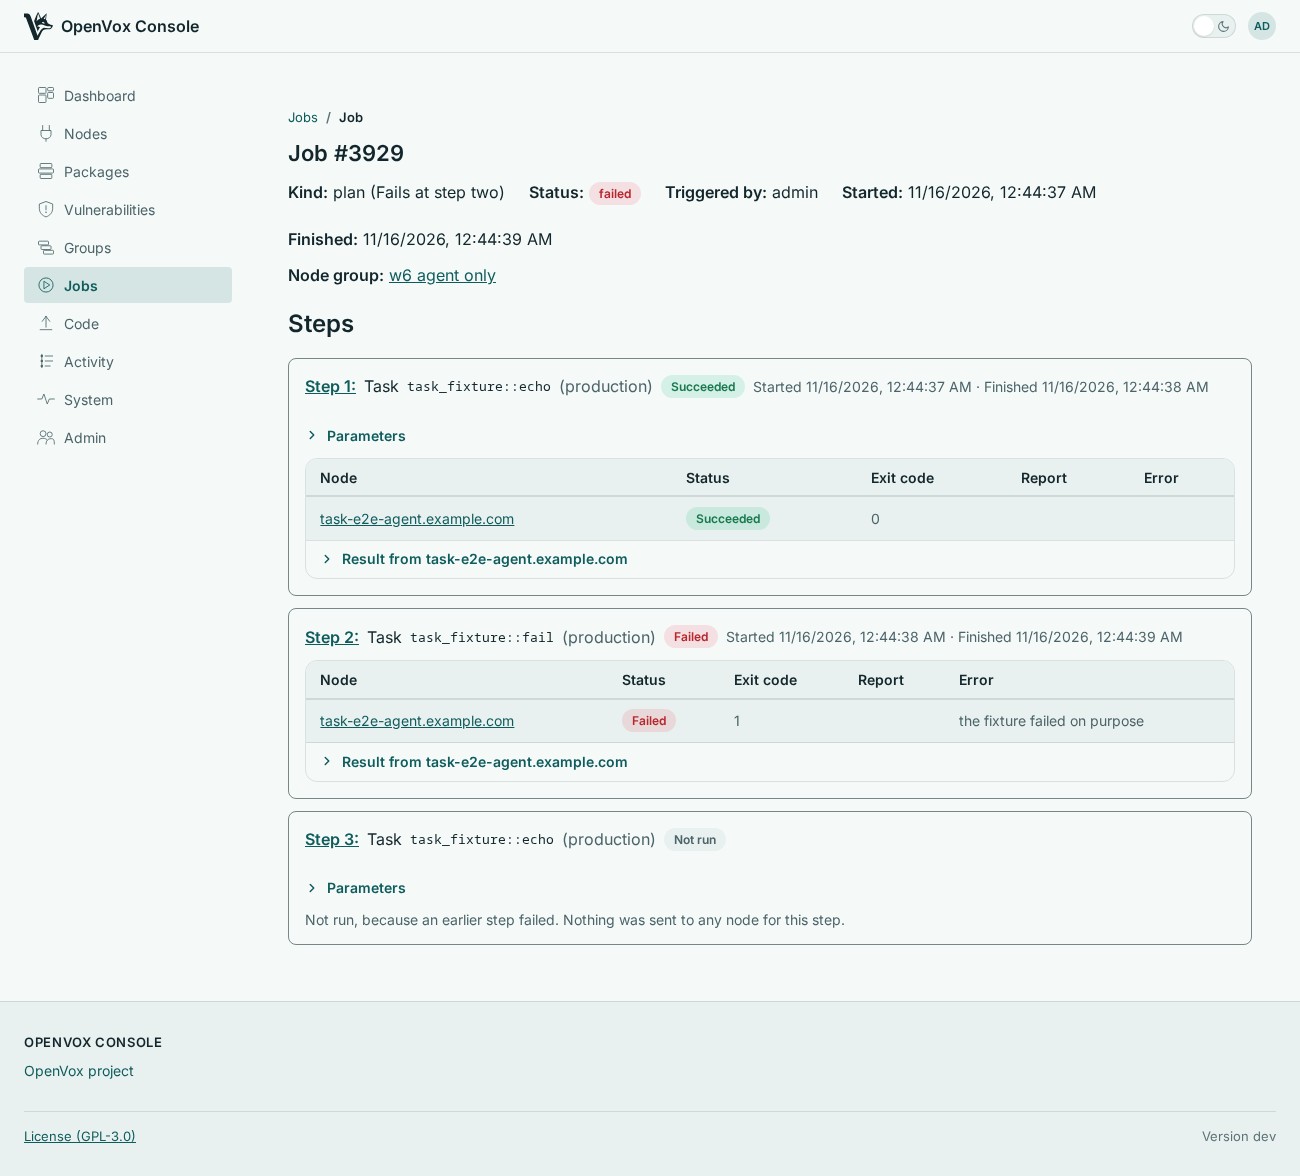 OpenVox Console
AD
Dashboard
Nodes
Packages
Vulnerabilities
Groups
Jobs
Code
Activity
System
Admin
Jobs / Job
Job #3929
Kind: plan (Fails at step two) Status: failed Triggered by: admin Started: 11/16/2026, 12:44:37 AM
Finished: 11/16/2026, 12:44:39 AM
Node group: w6 agent only
Steps
Step 1: Task task_fixture::echo (production) Succeeded Started 11/16/2026, 12:44:37 AM · Finished 11/16/2026, 12:44:38 AM
Parameters
Node Status Exit code Report Error
task-e2e-agent.example.com Succeeded 0
Result from task-e2e-agent.example.com
Step 2: Task task_fixture::fail (production) Failed Started 11/16/2026, 12:44:38 AM · Finished 11/16/2026, 12:44:39 AM
Node Status Exit code Report Error
task-e2e-agent.example.com Failed 1 the fixture failed on purpose
Result from task-e2e-agent.example.com
Step 3: Task task_fixture::echo (production) Not run
Parameters
Not run, because an earlier step failed. Nothing was sent to any node for this step.
OPENVOX CONSOLE
OpenVox project
License (GPL-3.0)
Version dev